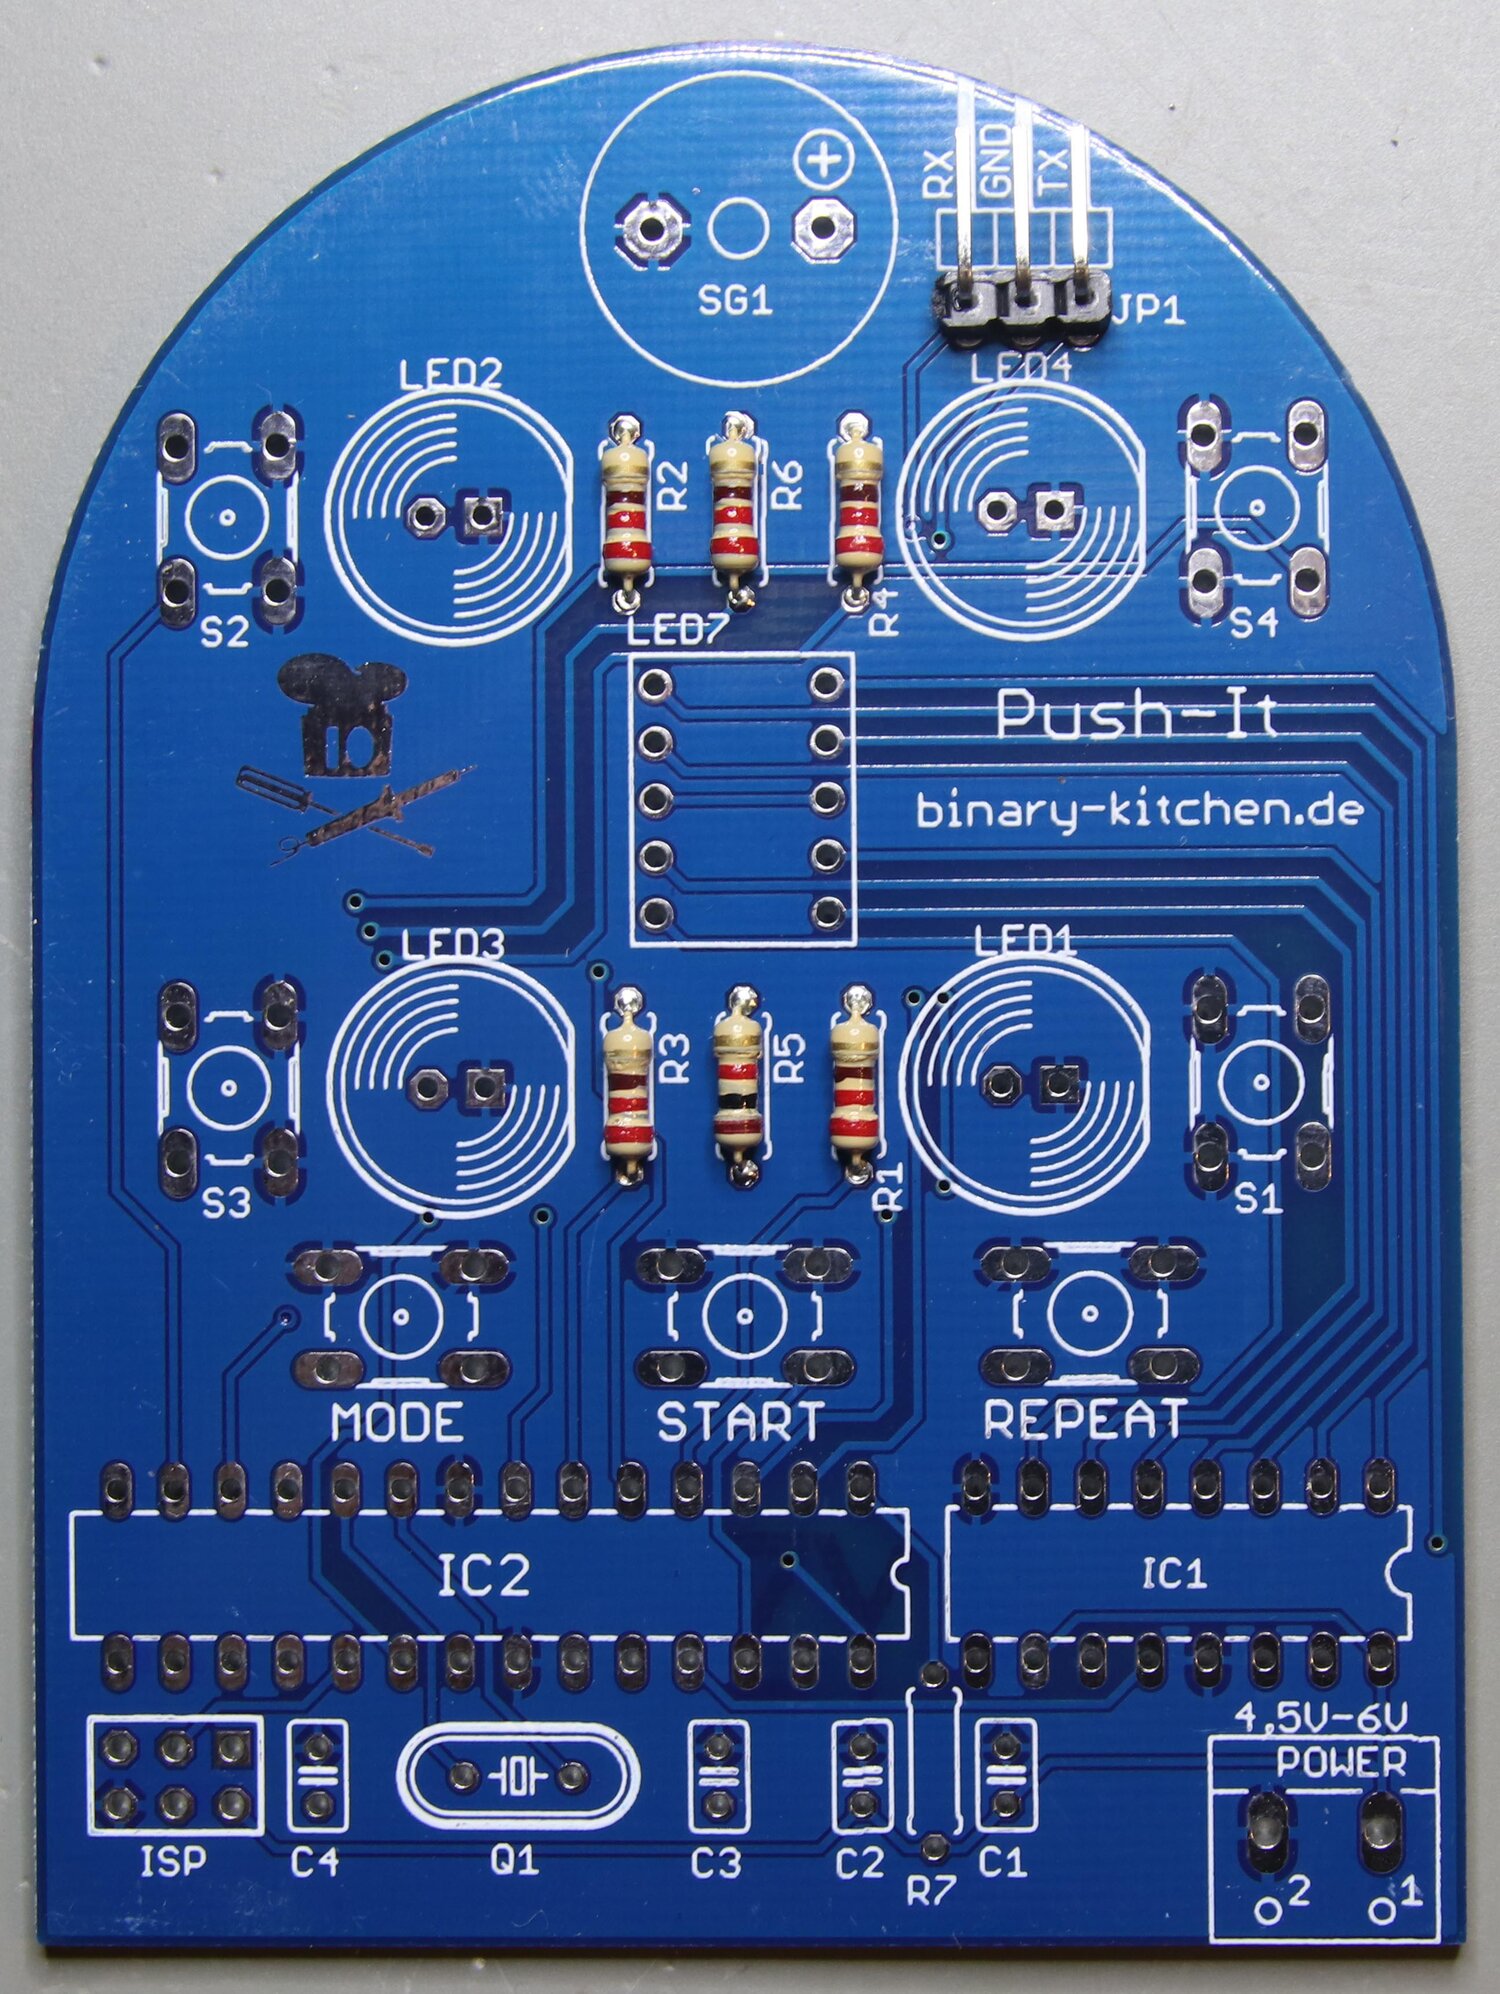 RX
GND
TX
SG1
JP1
LED2
LED4
R2
R6
R4
S2
S4
LED7
Push-It
binary-kitchen.de
LED3
LED1
R3
R5
R1
S3
S1
MODE
START
REPEAT
IC2
IC1
4,5V-6V
POWER
ISP
C4
Q1
C3
C2
R7
C1
2
1